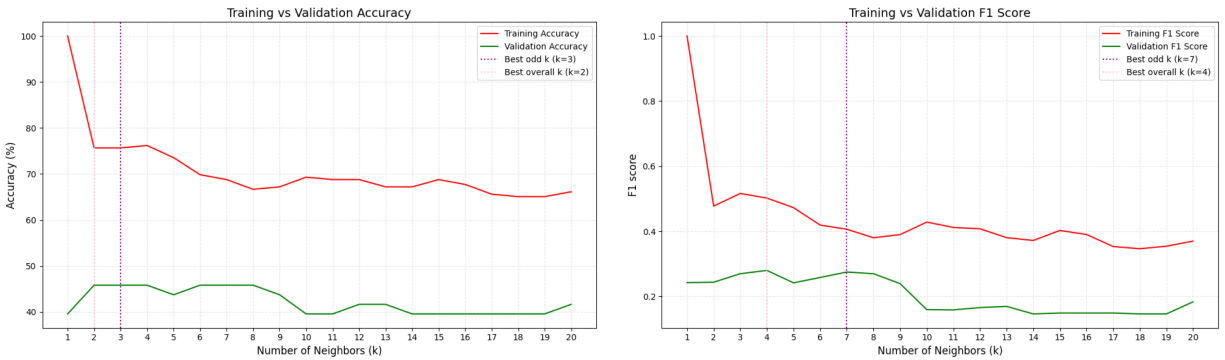 Training vs Validation Accuracy
Accuracy (%)
100
90
80
70
60
50
40
Training Accuracy
Validation Accuracy
Best odd k (k=3)
Best overall k (k=2)
1 2 3 4 5 6 7 8 9 10 11 12 13 14 15 16 17 18 19 20
Number of Neighbors (k)
Training vs Validation F1 Score
F1 score
1.0
0.8
0.6
0.4
0.2
Training F1 Score
Validation F1 Score
Best odd k (k=7)
Best overall k (k=4)
1 2 3 4 5 6 7 8 9 10 11 12 13 14 15 16 17 18 19 20
Number of Neighbors (k)